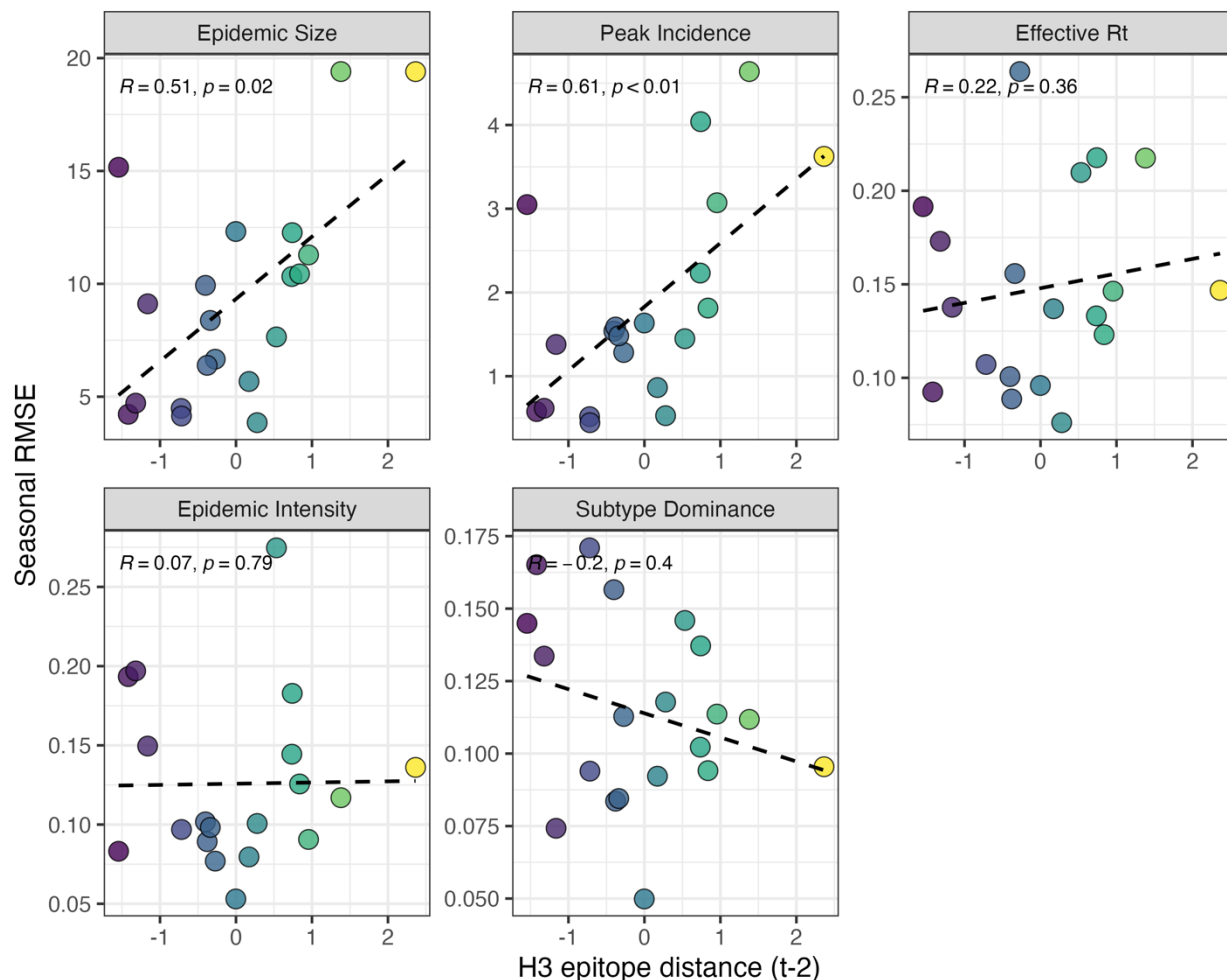 Epidemic Size
Peak Incidence
Effective Rt
R = 0.51, p = 0.02
R = 0.61, p < 0.01
R = 0.22, p = 0.36
20
15
10
5
4
3
2
1
0.25
0.20
0.15
0.10
-1 0 1 2
-1 0 1 2
-1 0 1 2
Seasonal RMSE
Epidemic Intensity
Subtype Dominance
R = 0.07, p = 0.79
R = −0.2, p = 0.4
0.25
0.20
0.15
0.10
0.05
0.175
0.150
0.125
0.100
0.075
0.050
-1 0 1 2
-1 0 1 2
H3 epitope distance (t-2)